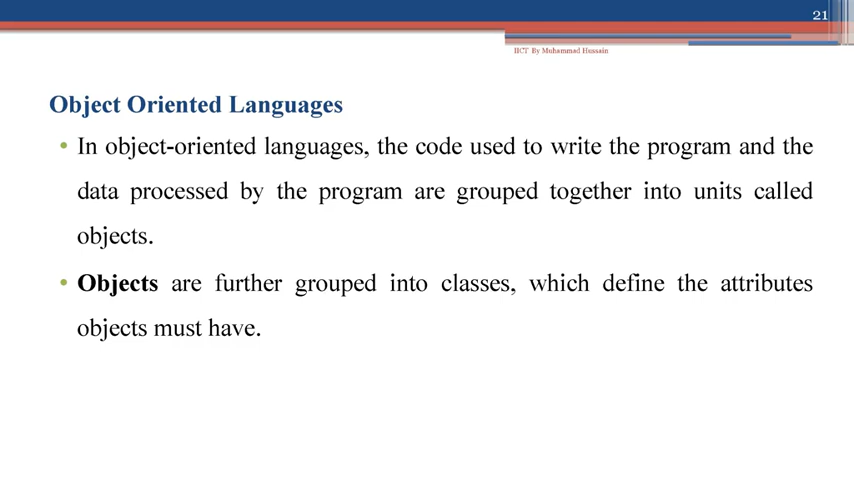 21
IICT By Muhammad Hussain
Object Oriented Languages
• In object-oriented languages, the code used to write the program and the
data processed by the program are grouped together into units called
objects.
• Objects are further grouped into classes, which define the attributes
objects must have.